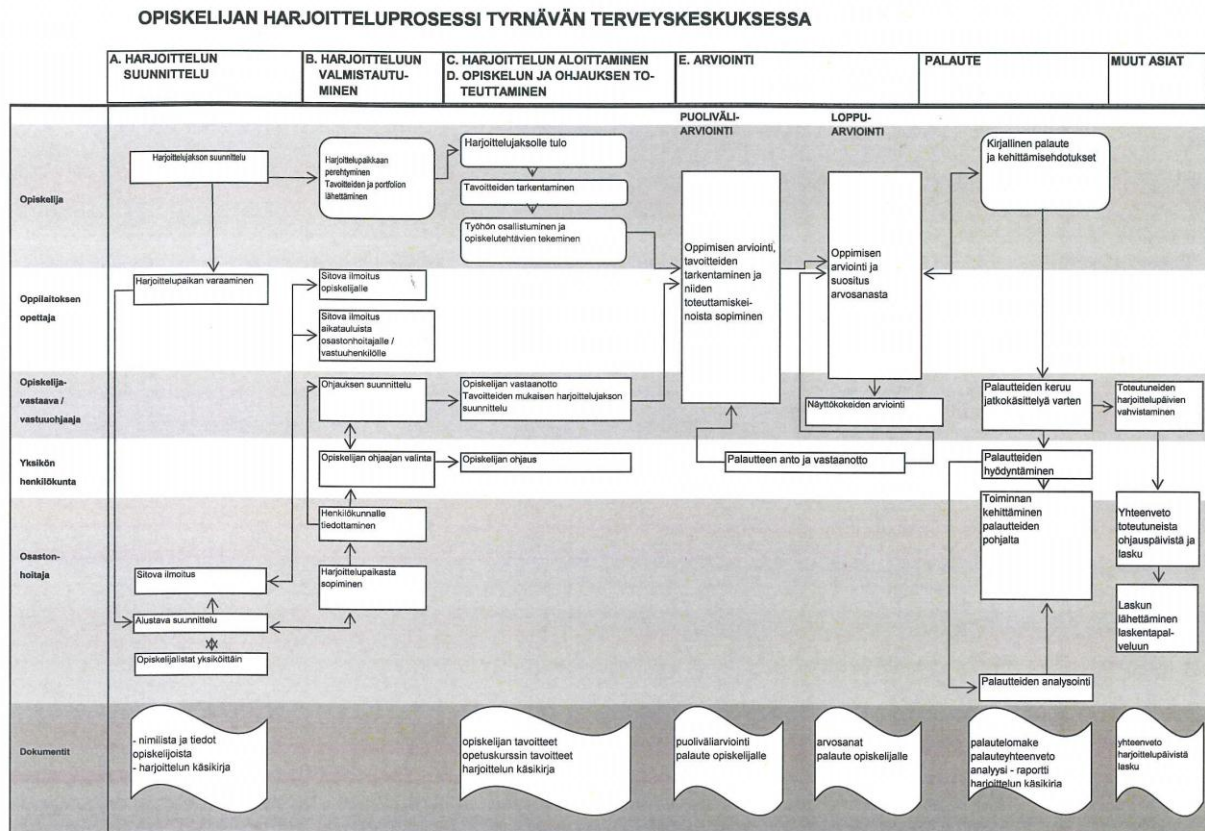 OPISKELIJAN HARJOITTELUPROSESSI TYRNÄVÄN TERVEYSKESKUKSESSA
A. HARJOITTELUN
SUUNNITTELU
B. HARJOITTELUUN
VALMISTAUTU-
MINEN
C. HARJOITTELUN ALOITTAMINEN
D. OPISKELUN JA OHJAUKSEN TO-
TEUTTAMINEN
E. ARVIOINTI
PALAUTE
MUUT ASIAT
PUOLIVÄLI-
ARVIOINTI
LOPPU-
ARVIOINTI
Opiskelija
Harjoittelujakson suunnittelu
Harjoittelupaikkaan
perehtyminen
Tavoitteiden ja portfolion
lähettäminen
Harjoittelujaksolle tulo
Tavoitteiden tarkentaminen
Työhön osallistuminen ja
opiskelutehtävien tekeminen
Oppimisen arviointi,
tavoitteiden
tarkentaminen ja
niiden
toteuttamiskei-
noista sopiminen
Oppimisen
arviointi ja
suositus
arvosanasta
Kirjallinen palaute
ja kehittämisehdotukset
Oppilaitoksen
opettaja
Harjoittelupaikan varaaminen
Sitova ilmoitus
opiskelijalle
Sitova ilmoitus
aikatauluista
osastonhoitajalle /
vastuuhenkilölle
Opiskelija-
vastaava /
vastuuohjaaja
Ohjauksen suunnittelu
Opiskelijan vastaanotto
Tavoitteiden mukaisen harjoittelujakson
suunnittelu
Näyttökokeiden arviointi
Palautteiden keruu
jatkokäsittelyä varten
Toteutuneiden
harjoittelupäivien
vahvistaminen
Yksikön
henkilökunta
Opiskelijan ohjaajan valinta
Opiskelijan ohjaus
Palautteen anto ja vastaanotto
Palautteiden
hyödyntäminen
Osaston-
hoitaja
Henkilökunnalle
tiedottaminen
Harjoittelupaikasta
sopiminen
Sitova ilmoitus
Alustava suunnittelu
Opiskelijalistat yksiköittäin
Toiminnan
kehittäminen
palautteiden
pohjalta
Yhteenveto
toteutuneista
ohjauspäivistä ja
lasku
Laskun
lähettäminen
laskentapal-
veluun
Palautteiden analysointi
Dokumentit
- nimilista ja tiedot
opiskelijoista
- harjoittelun käsikirja
opiskelijan tavoitteet
opetuskurssin tavoitteet
harjoittelun käsikirja
puoliväliarviointi
palaute opiskelijalle
arvosanat
palaute opiskelijalle
palautelomake
palauteyhteenveto
analyysi - raportti
harjoittelun käsikirja
yhteenveto
harjoittelupäivistä
lasku